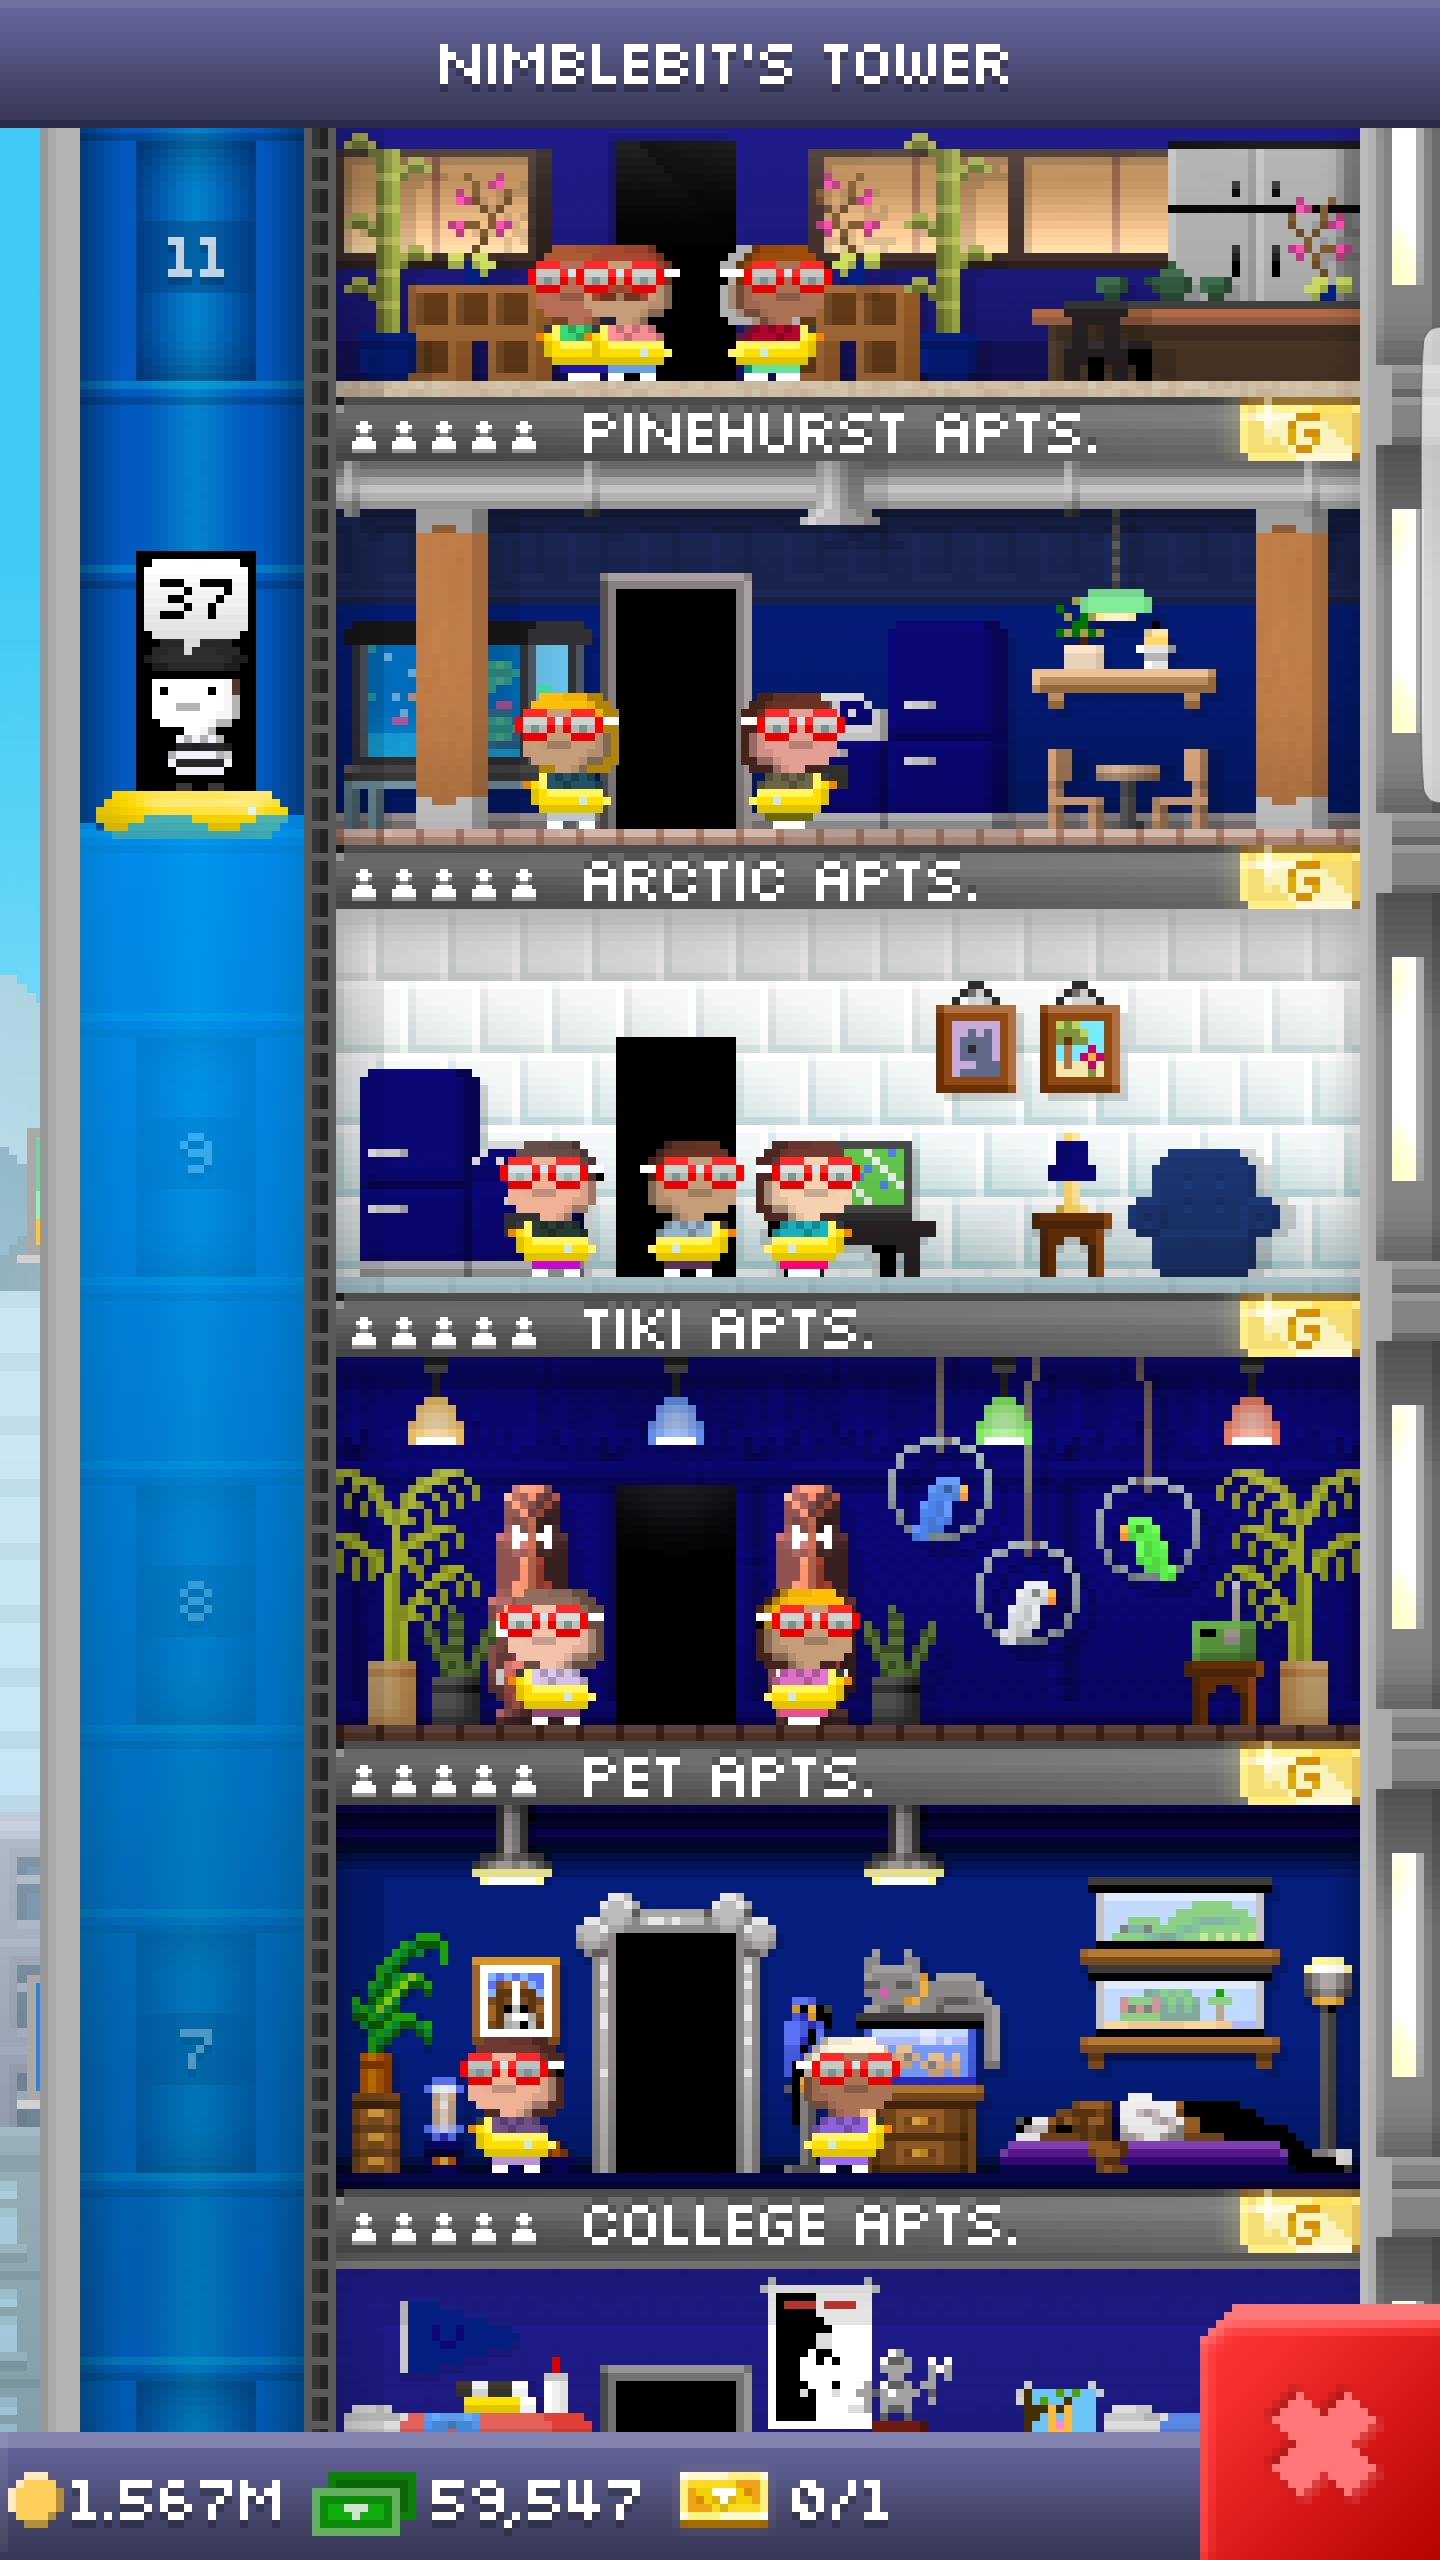 NIMBLEBIT'S TOWER
11
PINEHURST APTS. G
37
ARCTIC APTS. G
9
TIKI APTS. G
8
PET APTS. G
7
COLLEGE APTS. G
1.567M 59,547 0/1